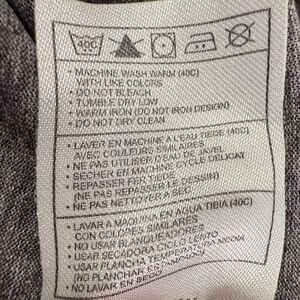 40C
• MACHINE WASH WARM (40C)
WITH LIKE COLORS
• DO NOT BLEACH
• TUMBLE DRY LOW
• WARM IRON (DO NOT IRON DESIGN)
• DO NOT DRY CLEAN
• LAVER EN MACHINE A L'EAU TIEDE (40C)
AVEC COULEURS SIMILAIRES
• NE PAS UTILISER D'EAU DE JAVEL
• SECHER EN MACHINE CYCLE DELICAT
• REPASSER FER TIEDE
(NE PAS REPASSER LE DESSIN)
• NE PAS NETTOYER A SEC
• LAVAR A MAQUINA EN AGUA TIBIA (40C)
CON COLORES SIMILARES
• NO USAR BLANQUEADORES
• USAR SECADORA CICLO LENTO
• USAR PLANCHA TEMPERATURA MEDIA
(NO PLANCHAR ESTAMPADO)
• NO LAVAR EN SECO